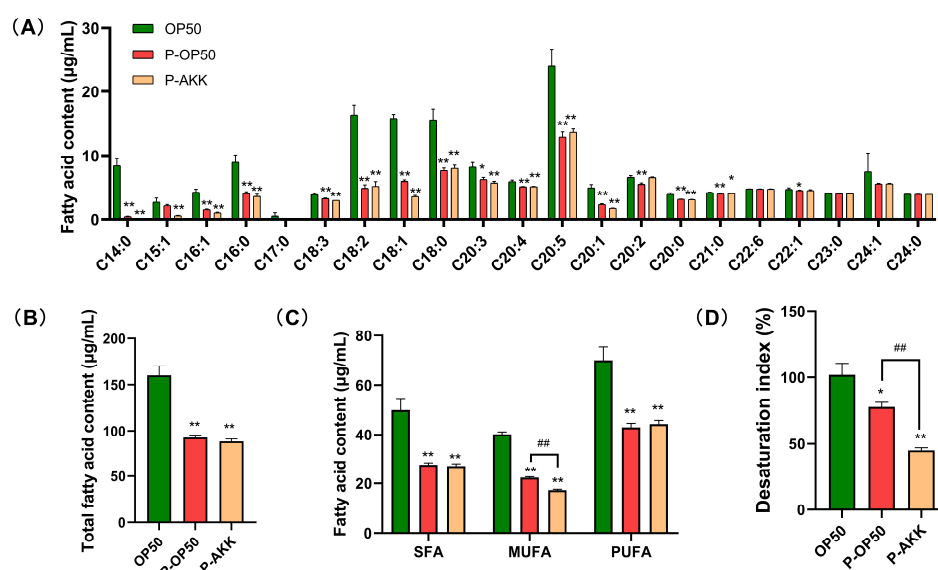 (A)
Fatty acid content (μg/mL)
30
20
10
0
OP50
P-OP50
P-AKK
** ** ** ** ** ** ** ** ** ** ** ** ** ** ** * ** ** ** ** ** ** ** ** ** ** ** * *
C14:0 C15:1 C16:1 C16:0 C17:0 C18:3 C18:2 C18:1 C18:0 C20:3 C20:4 C20:5 C20:1 C20:2 C20:0 C21:0 C22:6 C22:1 C23:0 C24:1 C24:0
(B)
Total fatty acid content (μg/mL)
200
150
100
50
0
** **
OP50 P-OP50 P-AKK
(C)
Fatty acid content (μg/mL)
80
60
40
20
0
** ** ** ** ** **
##
SFA MUFA PUFA
(D)
Desaturation index (%)
150
100
50
0
##
* **
OP50 P-OP50 P-AKK